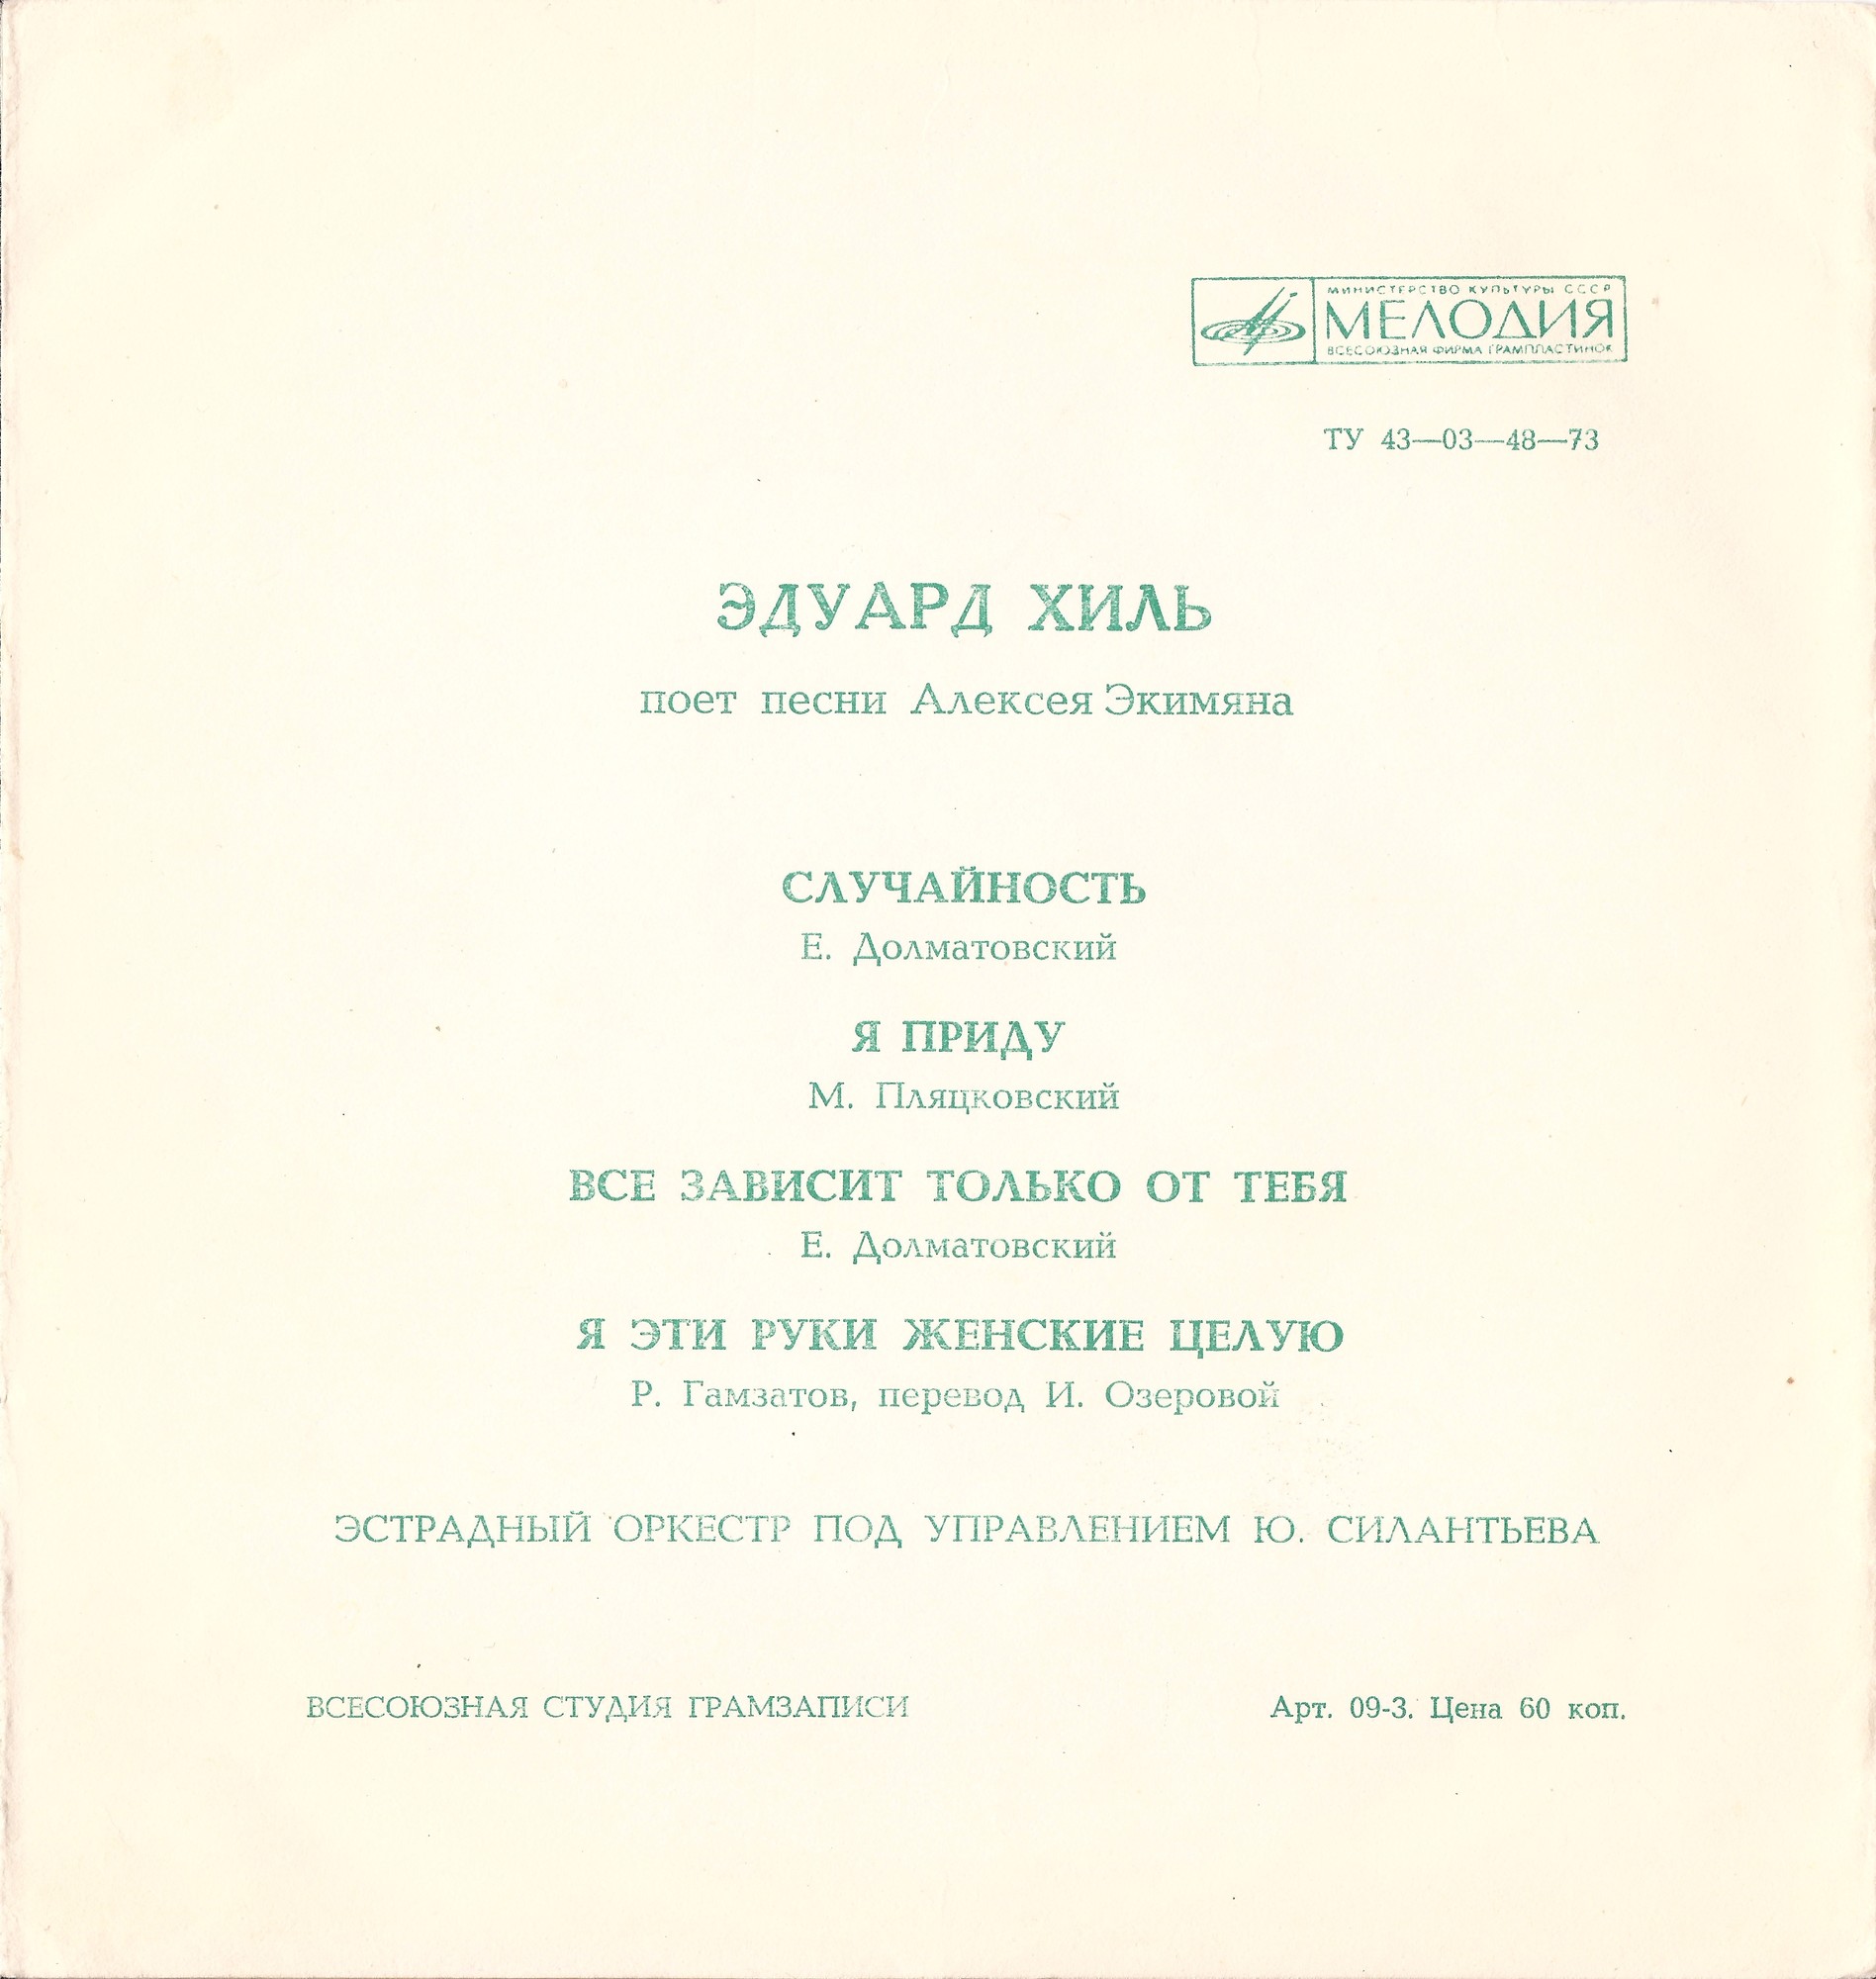 МИНИСТЕРСТВО КУЛЬТУРЫ СССР
МЕЛОДИЯ
ВСЕСОЮЗНАЯ ФИРМА ГРАМПЛАСТИНОК
ТУ 43—03—48—73
ЭДУАРД ХИЛЬ
поет песни Алексея Экимяна
СЛУЧАЙНОСТЬ
Е. Долматовский
Я ПРИДУ
М. Пляцковский
ВСЕ ЗАВИСИТ ТОЛЬКО ОТ ТЕБЯ
Е. Долматовский
Я ЭТИ РУКИ ЖЕНСКИЕ ЦЕЛУЮ
Р. Гамзатов, перевод И. Озеровой
ЭСТРАДНЫЙ ОРКЕСТР ПОД УПРАВЛЕНИЕМ Ю. СИЛАНТЬЕВА
ВСЕСОЮЗНАЯ СТУДИЯ ГРАМЗАПИСИ
Арт. 09-3. Цена 60 коп.